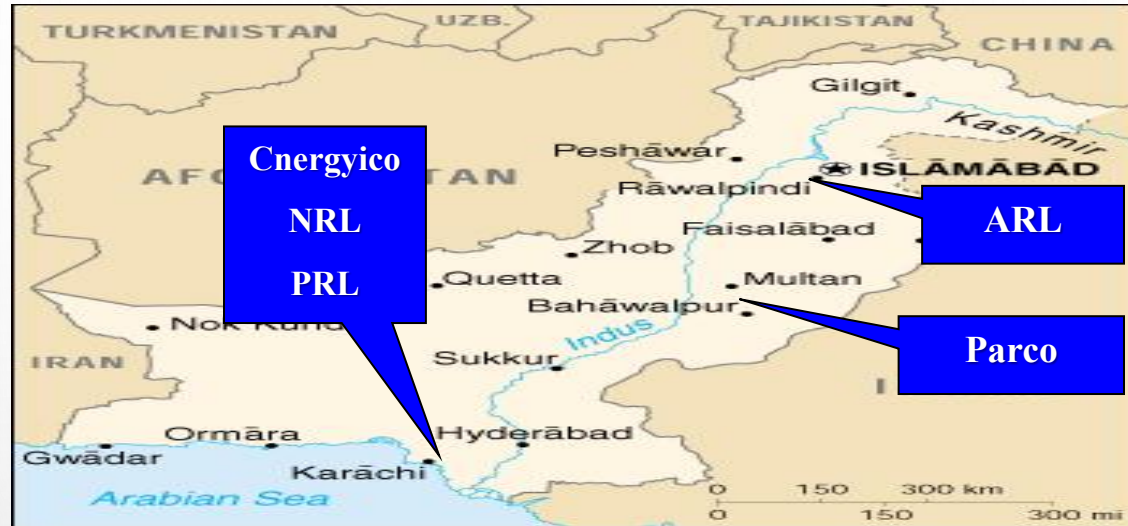 TURKMENISTAN
UZB.
TAJIKISTAN
CHINA
Gilgit
Kashmir
Cnergyico
NRL
PRL
Peshāwar
ISLĀMĀBĀD
Rāwalpindi
ARL
Faisalābad
Zhob
Quetta
Multan
Bahāwalpur
Nok Kund
Indus
Parco
IRAN
Sukkur
Ormāra
Hyderābad
Gwādar
Karāchi
Arabian Sea
0 150 300 km
0 150 300 mi